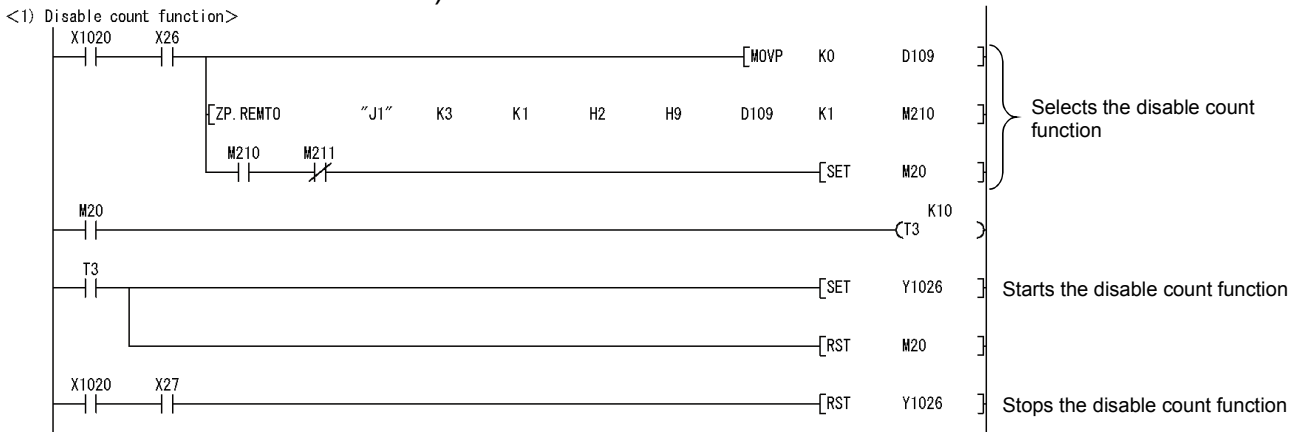 <1) Disable count function>
X1020 X26
[MOVP K0 D109 ]
[ZP.REMTO "J1" K3 K1 H2 H9 D109 K1 M210 ]
Selects the disable count
function
M210 M211
[SET M20 ]
M20 K10
(T3 )
T3
[SET Y1026 ] Starts the disable count function
[RST M20 ]
X1020 X27
[RST Y1026 ] Stops the disable count function